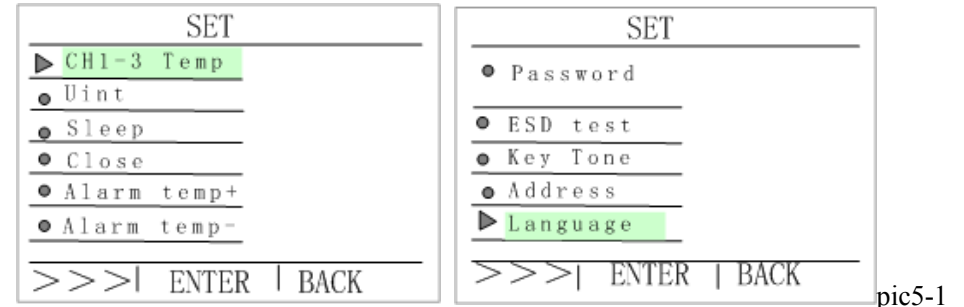 SET
CH1-3 Temp
Uint
Sleep
Close
Alarm temp+
Alarm temp-
>>>| ENTER | BACK
SET
Password
ESD test
Key Tone
Address
Language
>>>| ENTER | BACK
pic5-1